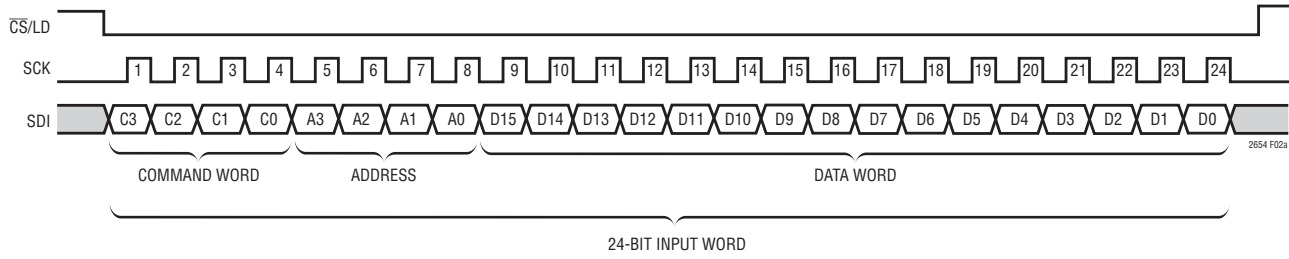 CS/LD
SCK 1 2 3 4 5 6 7 8 9 10 11 12 13 14 15 16 17 18 19 20 21 22 23 24
SDI C3 C2 C1 C0 A3 A2 A1 A0 D15 D14 D13 D12 D11 D10 D9 D8 D7 D6 D5 D4 D3 D2 D1 D0
2654 F02a
COMMAND WORD ADDRESS DATA WORD
24-BIT INPUT WORD